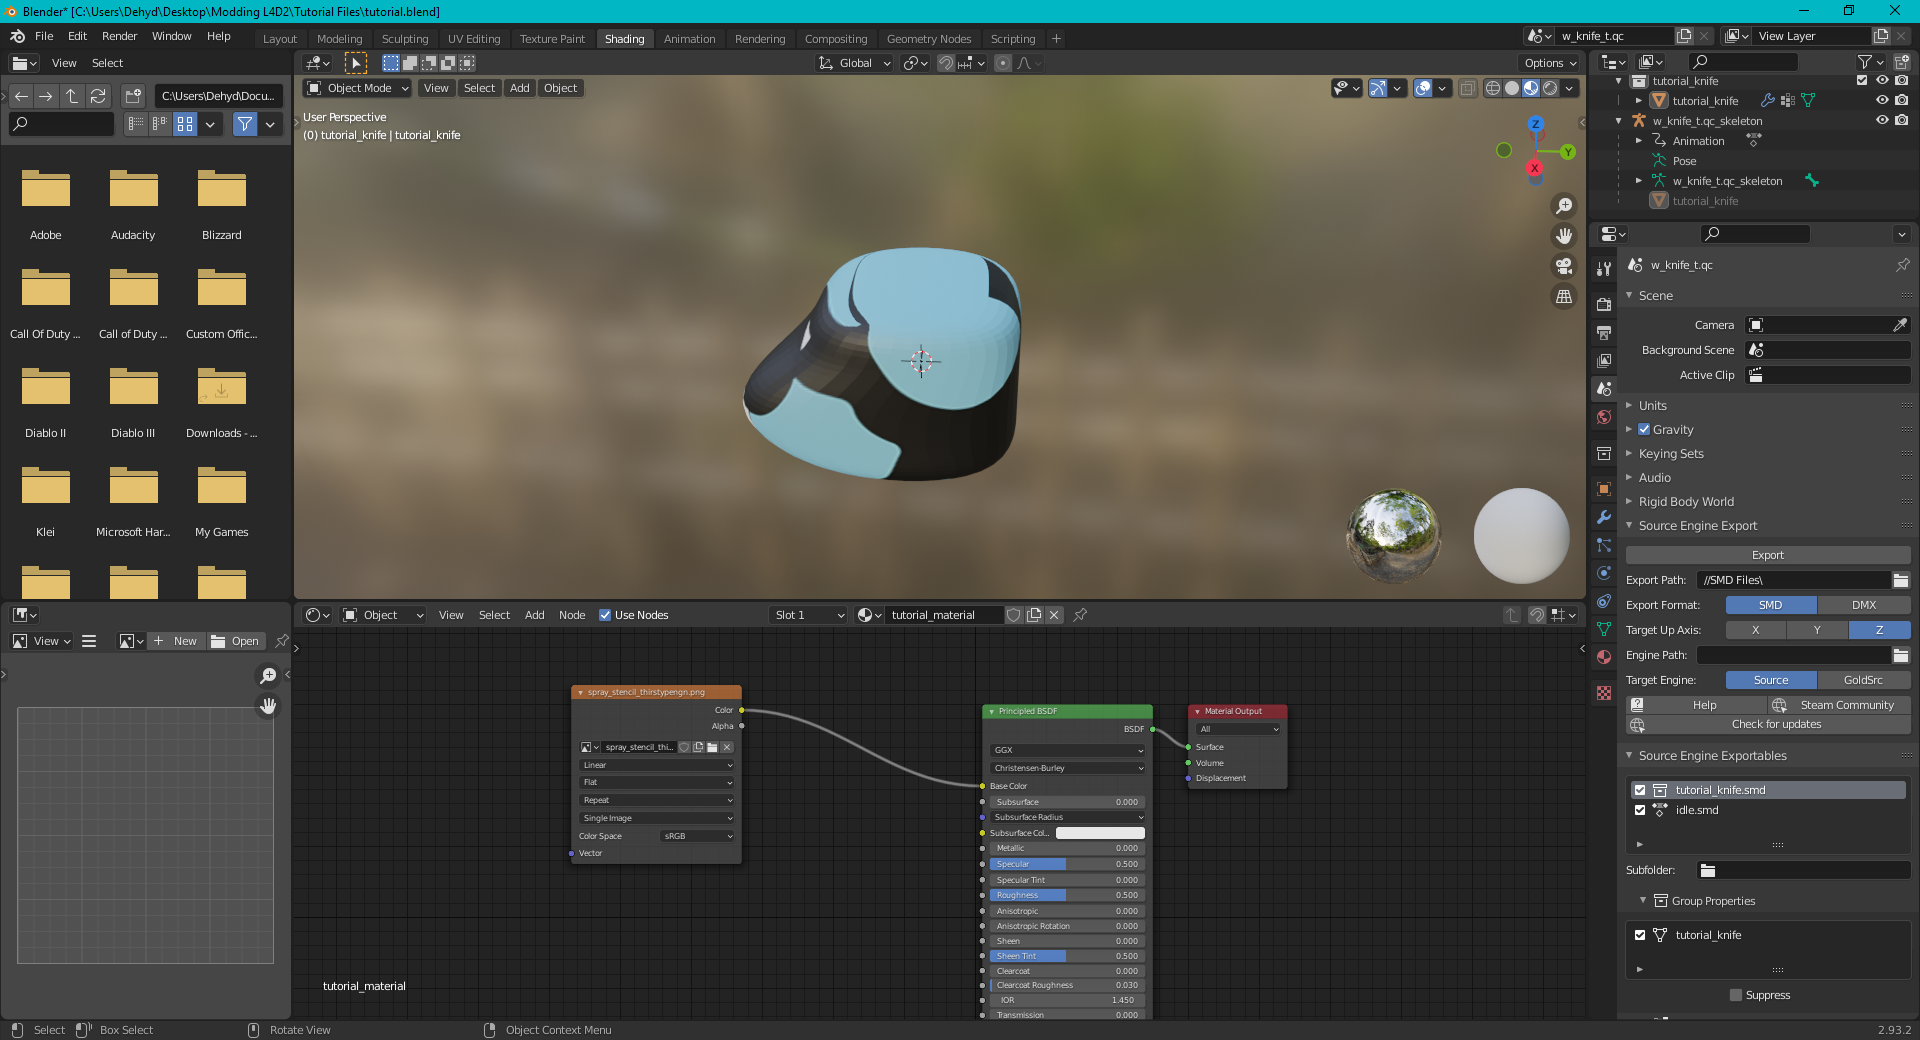 Blender* [C:\Users\Dehyd\Desktop\Modding L4D2\Tutorial Files\tutorial.blend]
File Edit Render Window Help Layout Modeling Sculpting UV Editing Texture Paint Shading Animation Rendering Compositing Geometry Nodes Scripting + w_knife_t.qc View Layer
View Select
Global Options
C:\Users\Dehyd\Docu...
Object Mode View Select Add Object
User Perspective
(0) tutorial_knife | tutorial_knife
Z
Y
X
Adobe Audacity Blizzard
Call Of Duty ... Call of Duty ... Custom Offic...
Diablo II Diablo III Downloads - ...
Klei Microsoft Har... My Games
tutorial_knife
tutorial_knife
w_knife_t.qc_skeleton
Animation
Pose
w_knife_t.qc_skeleton
tutorial_knife
w_knife_t.qc
Scene
Camera
Background Scene
Active Clip
Units
Gravity
Keying Sets
Audio
Rigid Body World
Source Engine Export
Export
Export Path: //SMD Files\
Export Format: SMD DMX
Target Up Axis: X Y Z
Engine Path:
Target Engine: Source GoldSrc
Help Steam Community
Check for updates
Source Engine Exportables
tutorial_knife.smd
idle.smd
Subfolder:
Group Properties
tutorial_knife
Suppress
View New Open
Object View Select Add Node Use Nodes Slot 1 tutorial_material
spray_stencil_thirstypengn.png
Color
Alpha
spray_stencil_thi...
Linear
Flat
Repeat
Single Image
Color Space sRGB
Vector
Principled BSDF
BSDF
GGX
Christensen-Burley
Base Color
Subsurface 0.000
Subsurface Radius
Subsurface Col...
Metallic 0.000
Specular 0.500
Specular Tint 0.000
Roughness 0.500
Anisotropic 0.000
Anisotropic Rotation 0.000
Sheen 0.000
Sheen Tint 0.500
Clearcoat 0.000
Clearcoat Roughness 0.030
IOR 1.450
Transmission 0.000
Material Output
All
Surface
Volume
Displacement
tutorial_material
Select Box Select Rotate View Object Context Menu 2.93.2